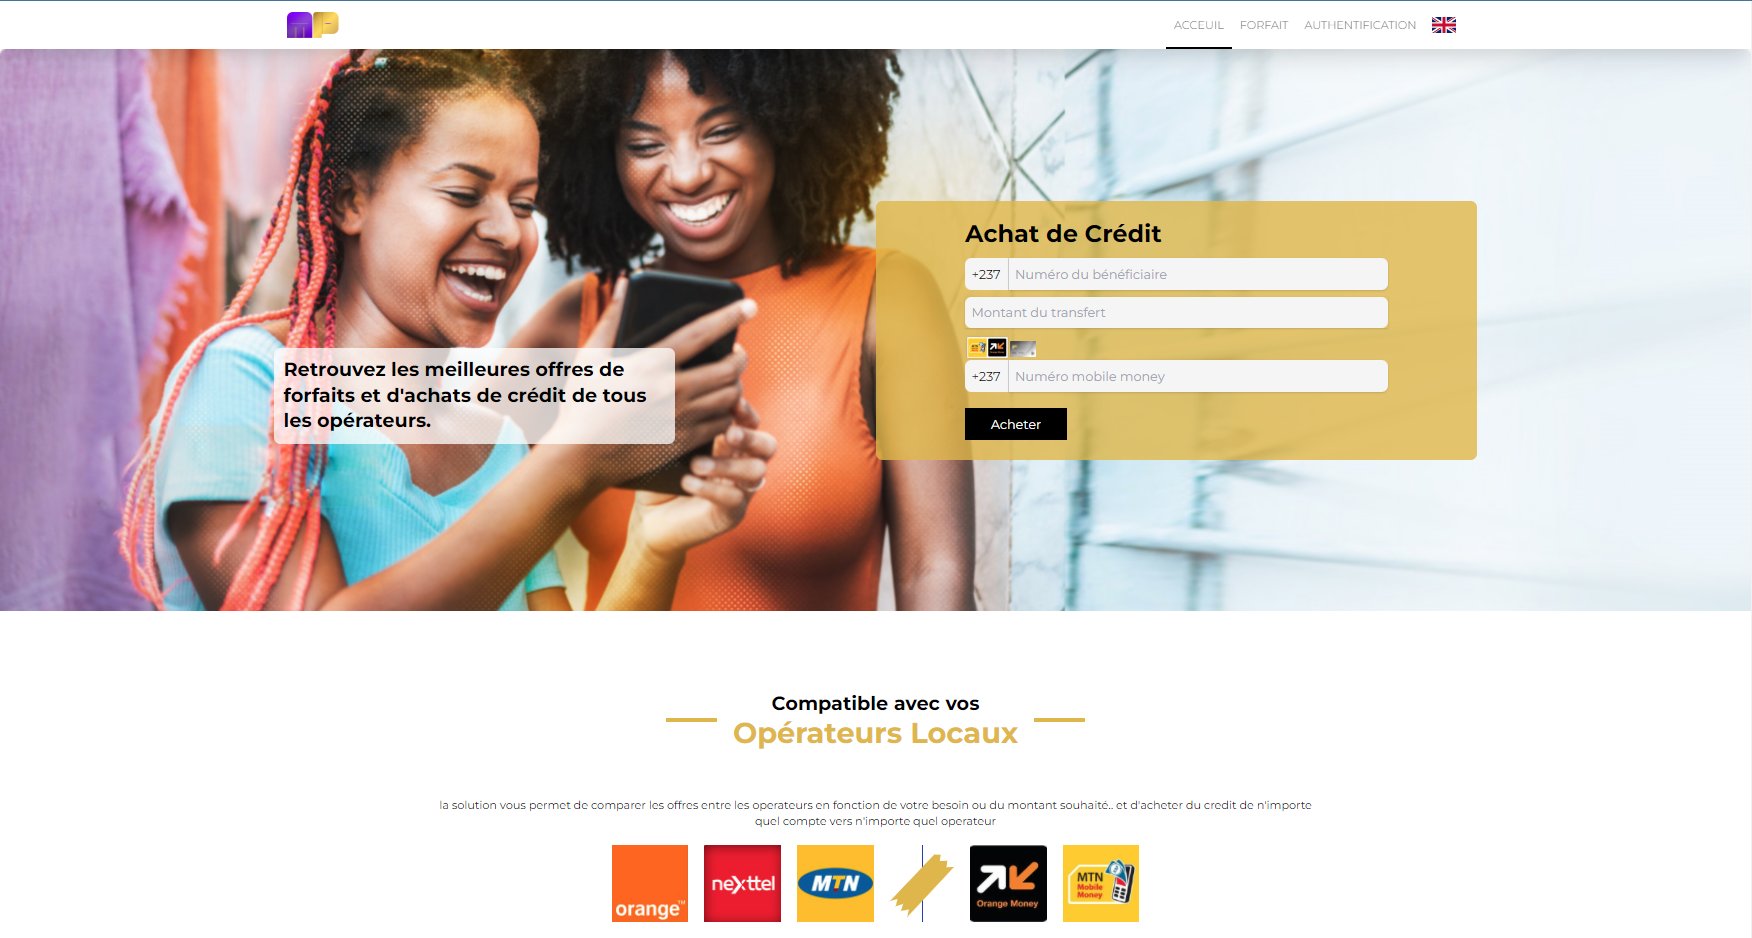 ACCEUIL FORFAIT AUTHENTIFICATION
Retrouvez les meilleures offres de
forfaits et d'achats de crédit de tous
les opérateurs.
Achat de Crédit
+237 Numéro du bénéficiaire
Montant du transfert
+237 Numéro mobile money
Acheter
Compatible avec vos
Opérateurs Locaux
la solution vous permet de comparer les offres entre les operateurs en fonction de votre besoin ou du montant souhaité.. et d'acheter du credit de n'importe
quel compte vers n'importe quel operateur
orange™
nexttel
MTN
Orange Money
MTN
Mobile
Money